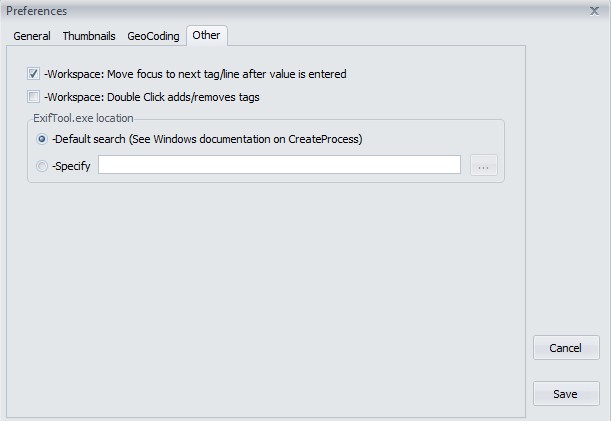 Preferences
General Thumbnails GeoCoding Other
-Workspace: Move focus to next tag/line after value is entered
-Workspace: Double Click adds/removes tags
ExifTool.exe location
-Default search (See Windows documentation on CreateProcess)
-Specify ...
Cancel
Save